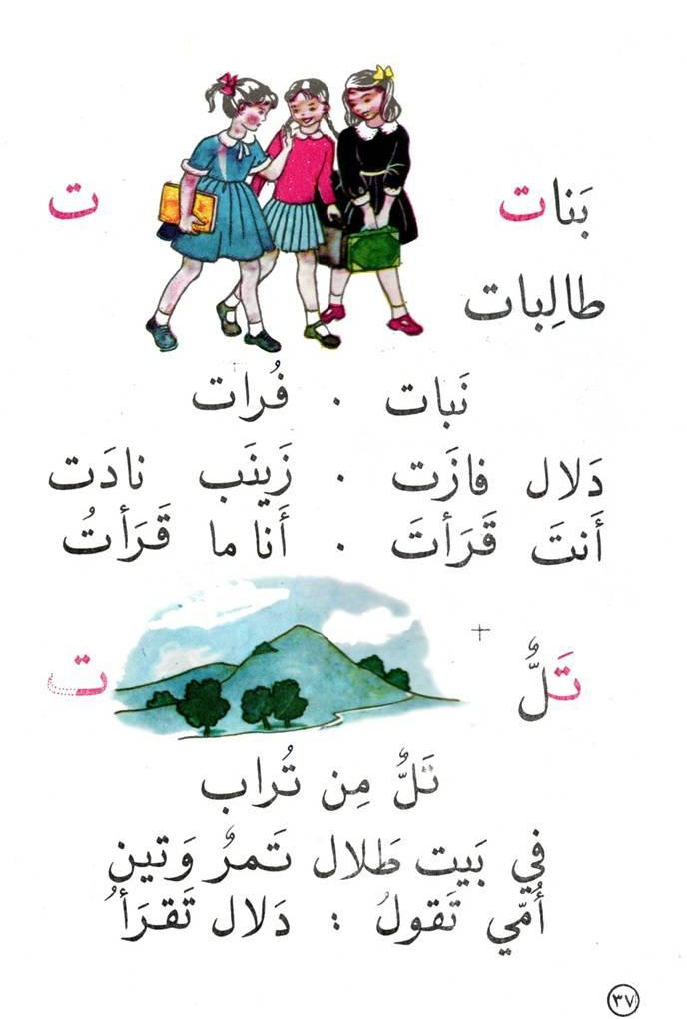 بَنات ت
طالِبات
نَبات . فُرات
دَلال فازَت . زَينَب نادَت
أَنتَ قَرَأتَ . أَنا ما قَرَأتُ
تَلٌّ ت
تَلٌّ مِن تُراب
في بَيت طَلال تَمرٌ وَتين
أُمّي تَقولُ : دَلال تَقرَأُ
٣٧